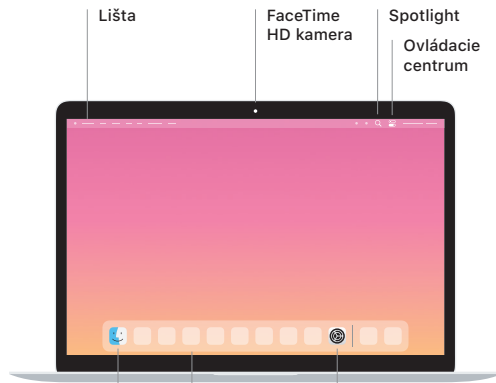 Lišta
FaceTime
HD kamera
Spotlight
Ovládacie
centrum